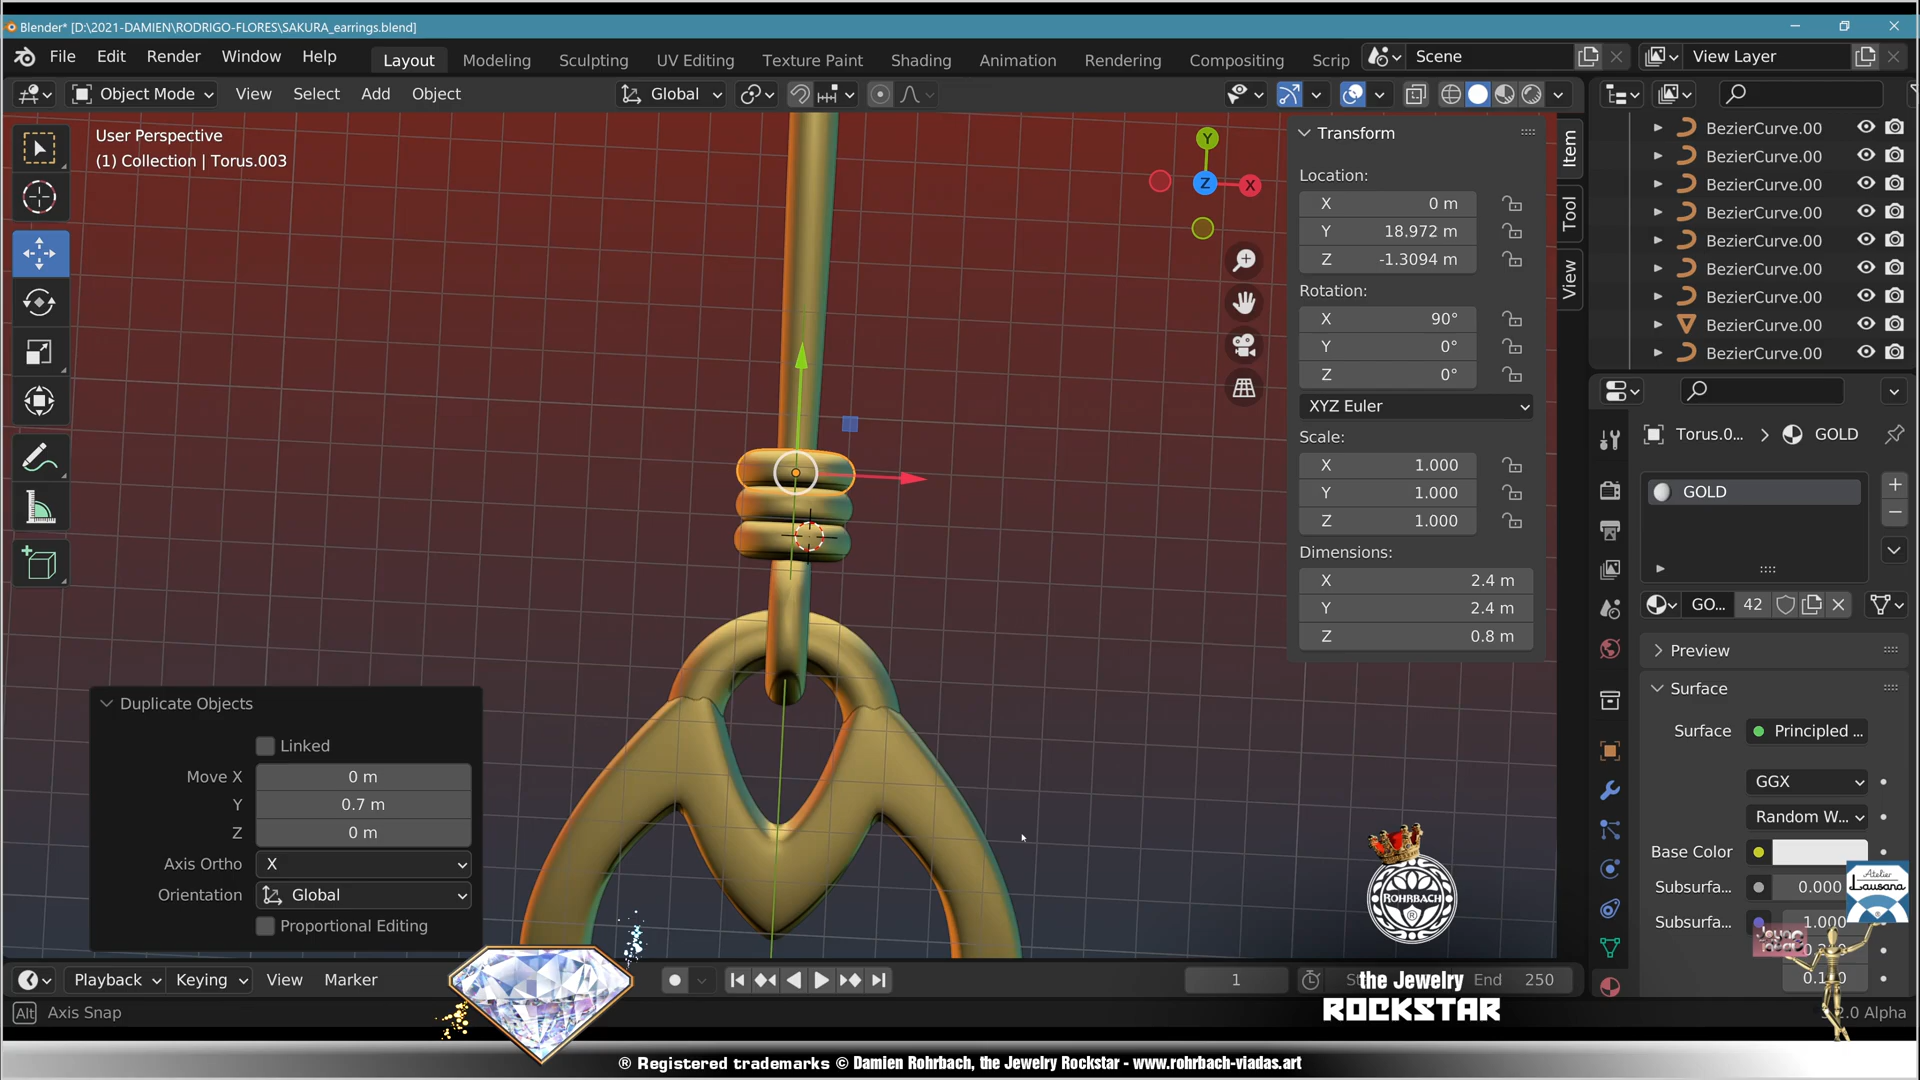 Blender* [D:\2021-DAMIEN\RODRIGO-FLORES\SAKURA_earrings.blend]
File Edit Render Window Help Layout Modeling Sculpting UV Editing Texture Paint Shading Animation Rendering Compositing Scrip Scene View Layer
Object Mode View Select Add Object Global
User Perspective
(1) Collection | Torus.003
Y
Z
X
Transform
Location:
X 0 m
Y 18.972 m
Z -1.3094 m
Rotation:
X 90°
Y 0°
Z 0°
XYZ Euler
Scale:
X 1.000
Y 1.000
Z 1.000
Dimensions:
X 2.4 m
Y 2.4 m
Z 0.8 m
Item
Tool
View
BezierCurve.00
BezierCurve.00
BezierCurve.00
BezierCurve.00
BezierCurve.00
BezierCurve.00
BezierCurve.00
BezierCurve.00
BezierCurve.00
Torus.0... GOLD
GOLD
GO... 42
Preview
Surface
Surface Principled ...
GGX
Random W...
Base Color
Subsurfa... 0.000
Subsurfa... 1.000
Atelier
Lausana
Duplicate Objects
Linked
Move X 0 m
Y 0.7 m
Z 0 m
Axis Ortho X
Orientation Global
Proportional Editing
ROHRBACH
®
Playback Keying View Marker 1 End 250
the Jewelry
ROCKSTAR
Alt Axis Snap
2.0 Alpha
® Registered trademarks © Damien Rohrbach, the Jewelry Rockstar - www.rohrbach-viadas.art